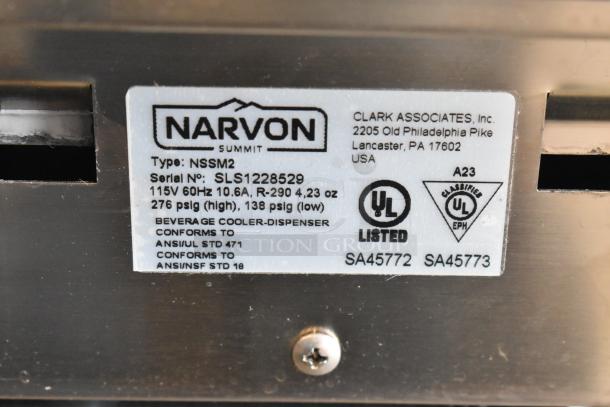 NARVON
SUMMIT
Type: NSSM2
Serial Nº: SLS1228529
115V 60Hz 10.6A, R-290 4,23 oz
276 psig (high), 138 psig (low)
BEVERAGE COOLER-DISPENSER
CONFORMS TO
ANSI/UL STD 471
CONFORMS TO
ANSI/NSF STD 18
CLARK ASSOCIATES, Inc.
2205 Old Philadelphia Pike
Lancaster, PA 17602
USA
UL
LISTED
SA45772
A23
CLASSIFIED
UL
EPH
SA45773
AUCTION GROUP